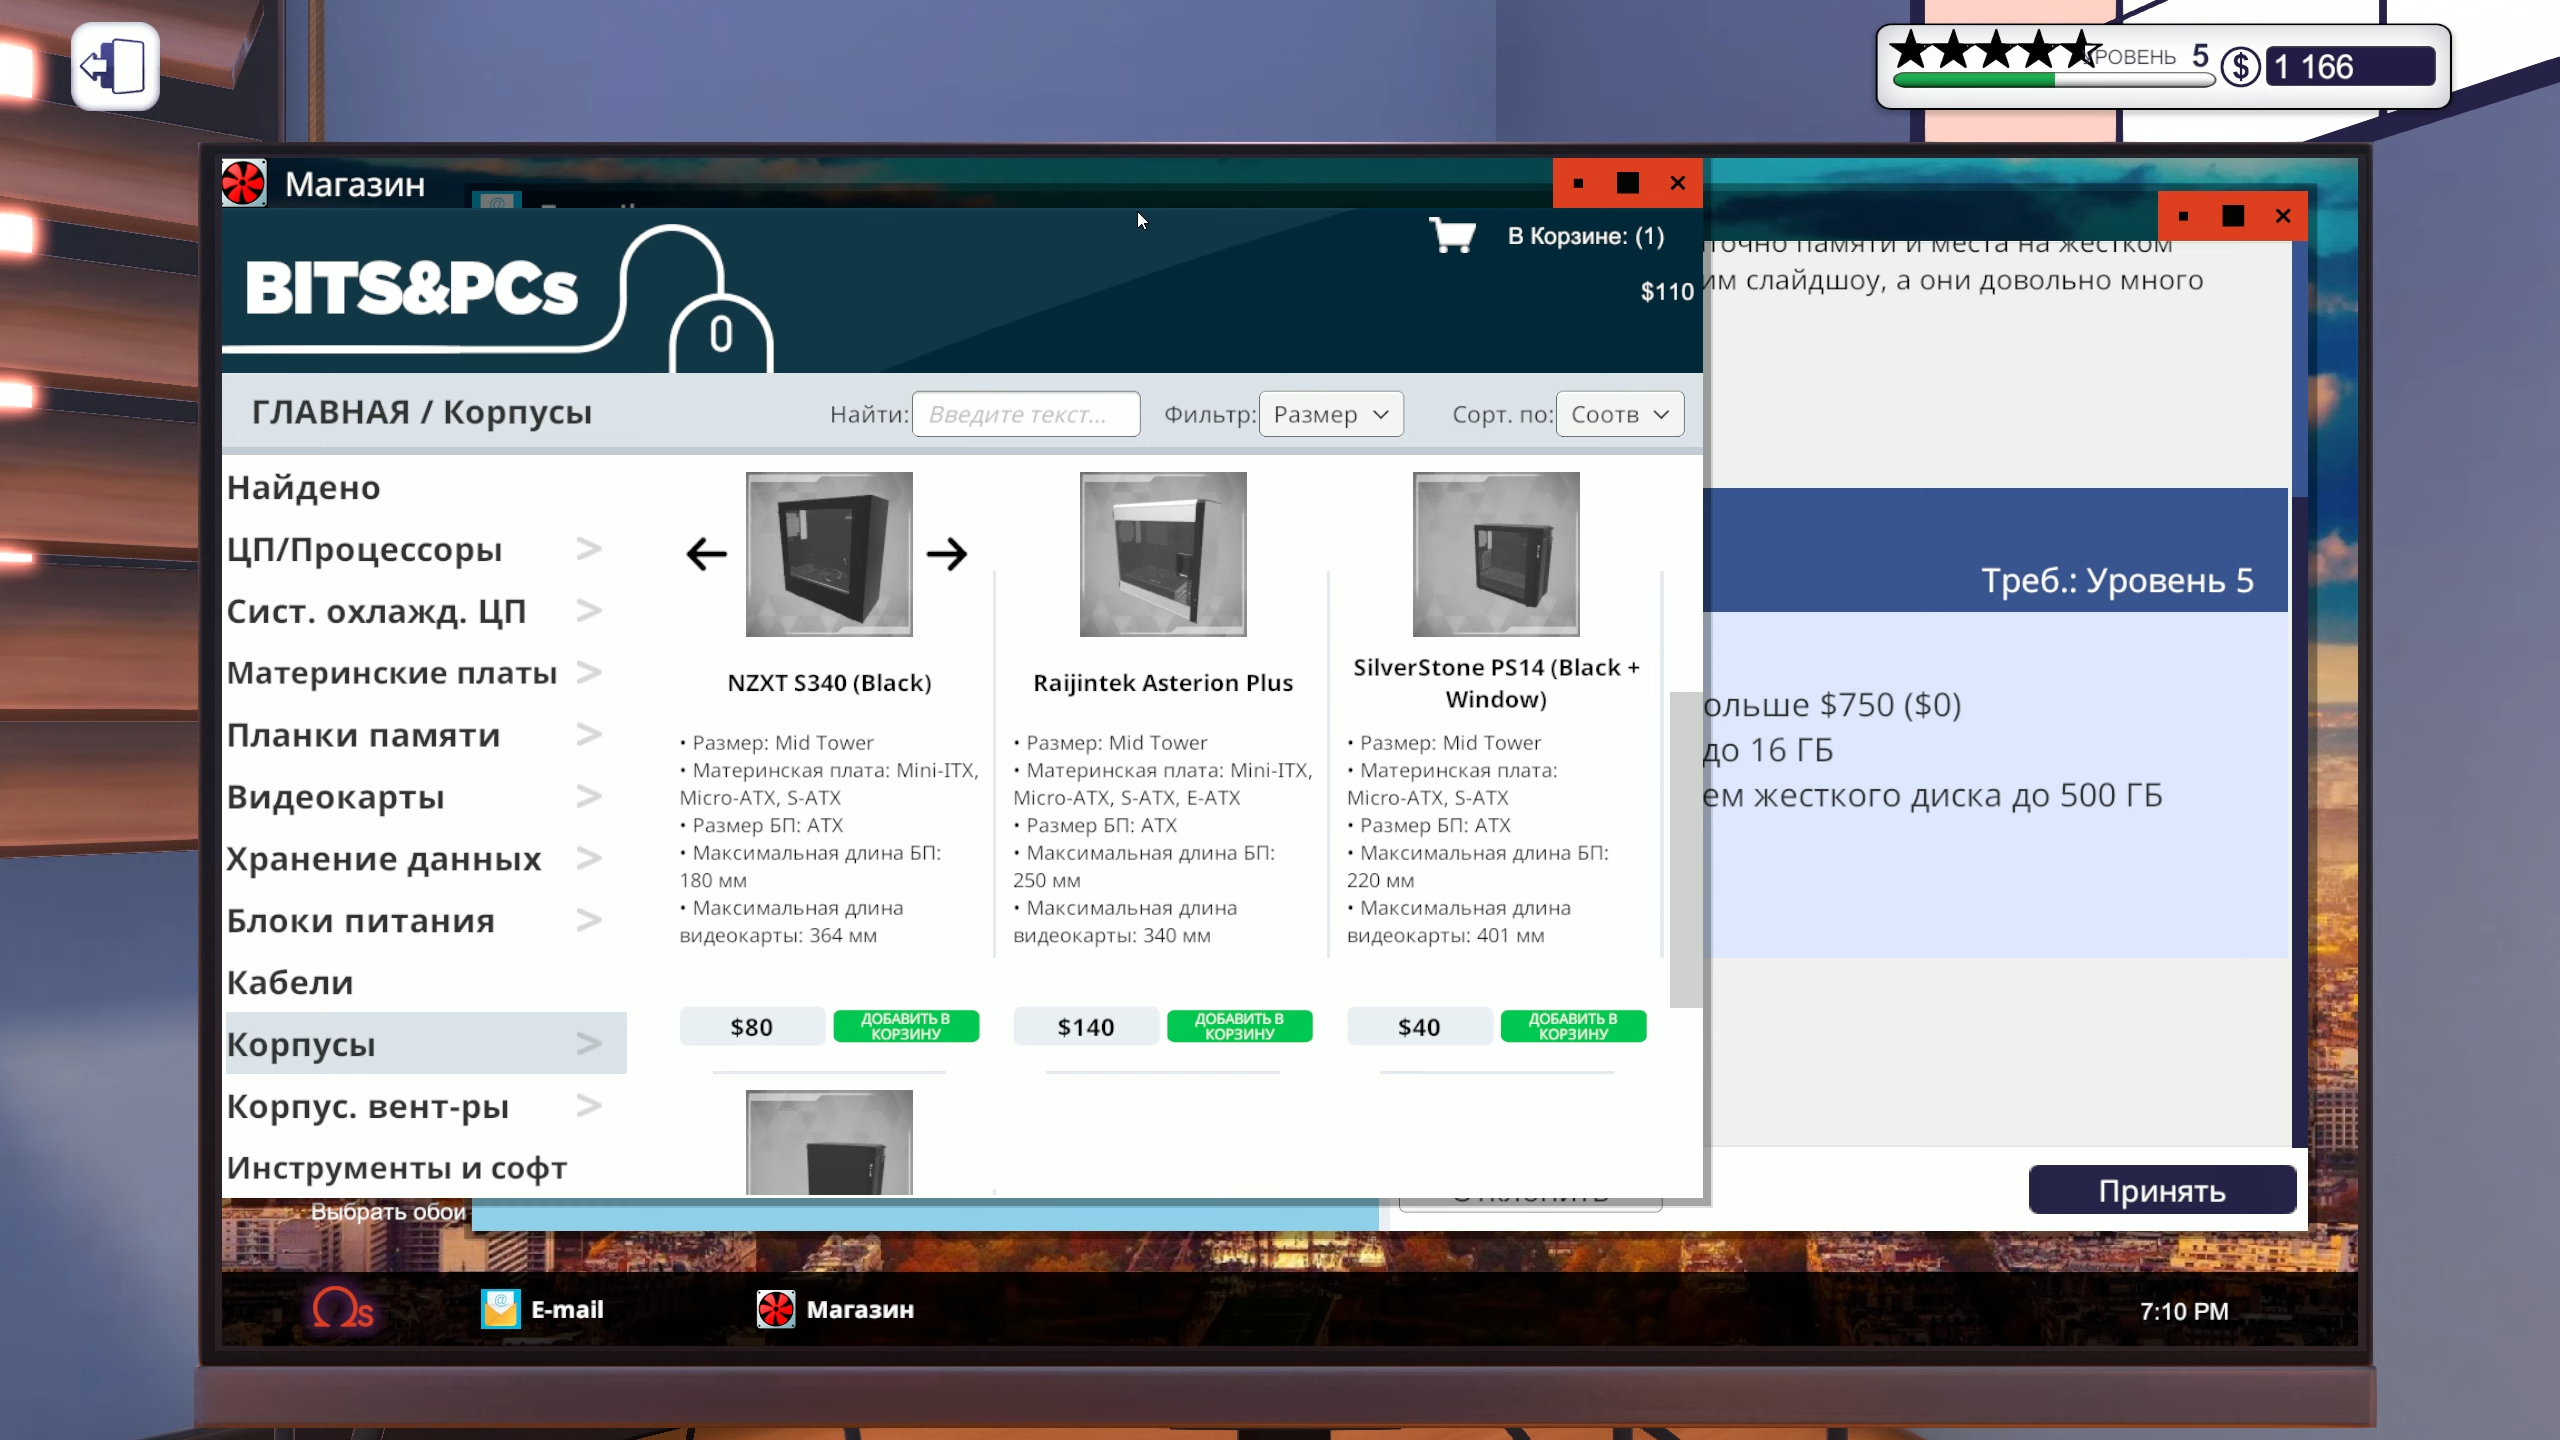 РОВЕНЬ 5
1 166
Магазин
В Корзине: (1)
$110
BITS&PCs
точно памяти и места на жестком
им слайдшоу, а они довольно много
ГЛАВНАЯ / Корпусы
Найти: Введите текст...
Фильтр: Размер
Сорт. по: Соотв
Найдено
ЦП/Процессоры >
Сист. охлажд. ЦП >
Материнские платы >
Планки памяти >
Видеокарты >
Хранение данных >
Блоки питания >
Кабели
Корпусы >
Корпус. вент-ры >
Инструменты и софт
NZXT S340 (Black)
• Размер: Mid Tower
• Материнская плата: Mini-ITX,
Micro-ATX, S-ATX
• Размер БП: ATX
• Максимальная длина БП:
180 мм
• Максимальная длина
видеокарты: 364 мм
$80
ДОБАВИТЬ В
КОРЗИНУ
Raijintek Asterion Plus
• Размер: Mid Tower
• Материнская плата: Mini-ITX,
Micro-ATX, S-ATX, E-ATX
• Размер БП: ATX
• Максимальная длина БП:
250 мм
• Максимальная длина
видеокарты: 340 мм
$140
ДОБАВИТЬ В
КОРЗИНУ
SilverStone PS14 (Black +
Window)
• Размер: Mid Tower
• Материнская плата:
Micro-ATX, S-ATX
• Размер БП: ATX
• Максимальная длина БП:
220 мм
• Максимальная длина
видеокарты: 401 мм
$40
ДОБАВИТЬ В
КОРЗИНУ
Треб.: Уровень 5
ольше $750 ($0)
до 16 ГБ
ем жесткого диска до 500 ГБ
Принять
Выбрать обои
Ωs
E-mail
Магазин
7:10 PM